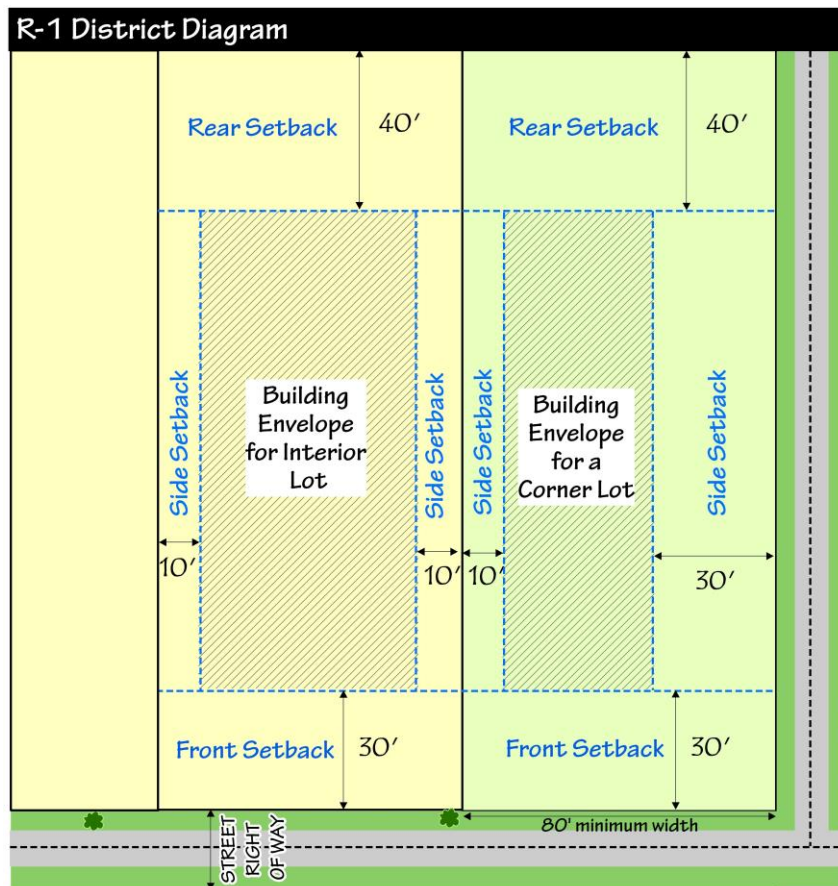 R-1 District Diagram
Rear Setback
40'
Rear Setback
40'
Side Setback
Building
Envelope
for Interior
Lot
Side Setback
Side Setback
Building
Envelope
for a
Corner Lot
Side Setback
10'
10'
10'
30'
Front Setback
30'
Front Setback
30'
STREET
RIGHT
OF WAY
80' minimum width